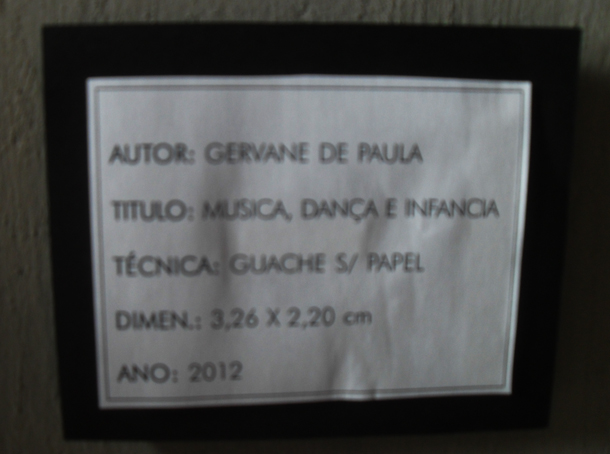 AUTOR: GERVANE DE PAULA
TITULO: MUSICA, DANÇA E INFANCIA
TÉCNICA: GUACHE S/ PAPEL
DIMEN.: 3,26 X 2,20 cm
ANO: 2012